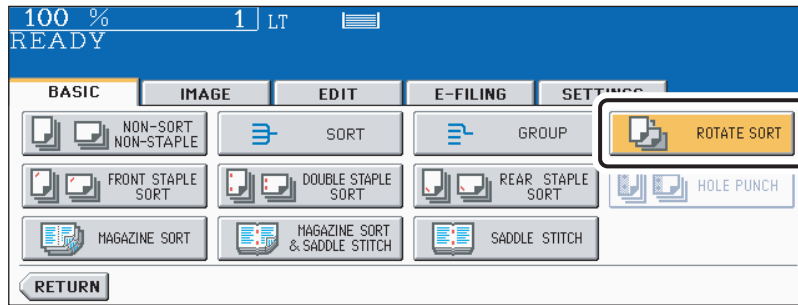 100 % 1 LT
READY
BASIC IMAGE EDIT E-FILING SETTINGS
NON-SORT
NON-STAPLE
SORT
GROUP
ROTATE SORT
FRONT STAPLE
SORT
DOUBLE STAPLE
SORT
REAR STAPLE
SORT
HOLE PUNCH
MAGAZINE SORT
MAGAZINE SORT
& SADDLE STITCH
SADDLE STITCH
RETURN